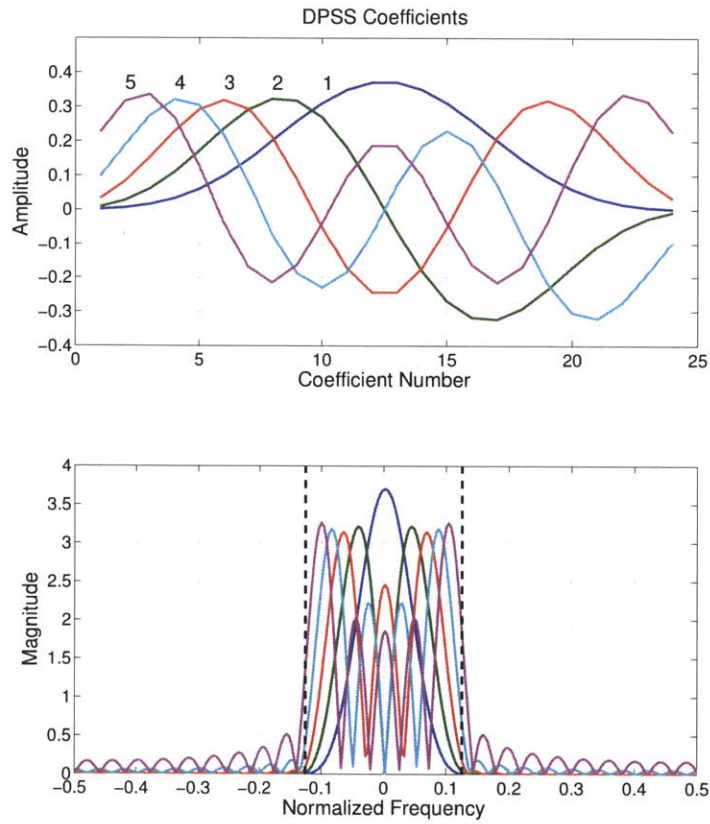 DPSS Coefficients
0.4
0.3
0.2
0.1
0
−0.1
−0.2
−0.3
−0.4
Amplitude
5 4 3 2 1
0 5 10 15 20 25
Coefficient Number
4
3.5
3
2.5
2
1.5
1
0.5
0
Magnitude
−0.5 −0.4 −0.3 −0.2 −0.1 0 0.1 0.2 0.3 0.4 0.5
Normalized Frequency